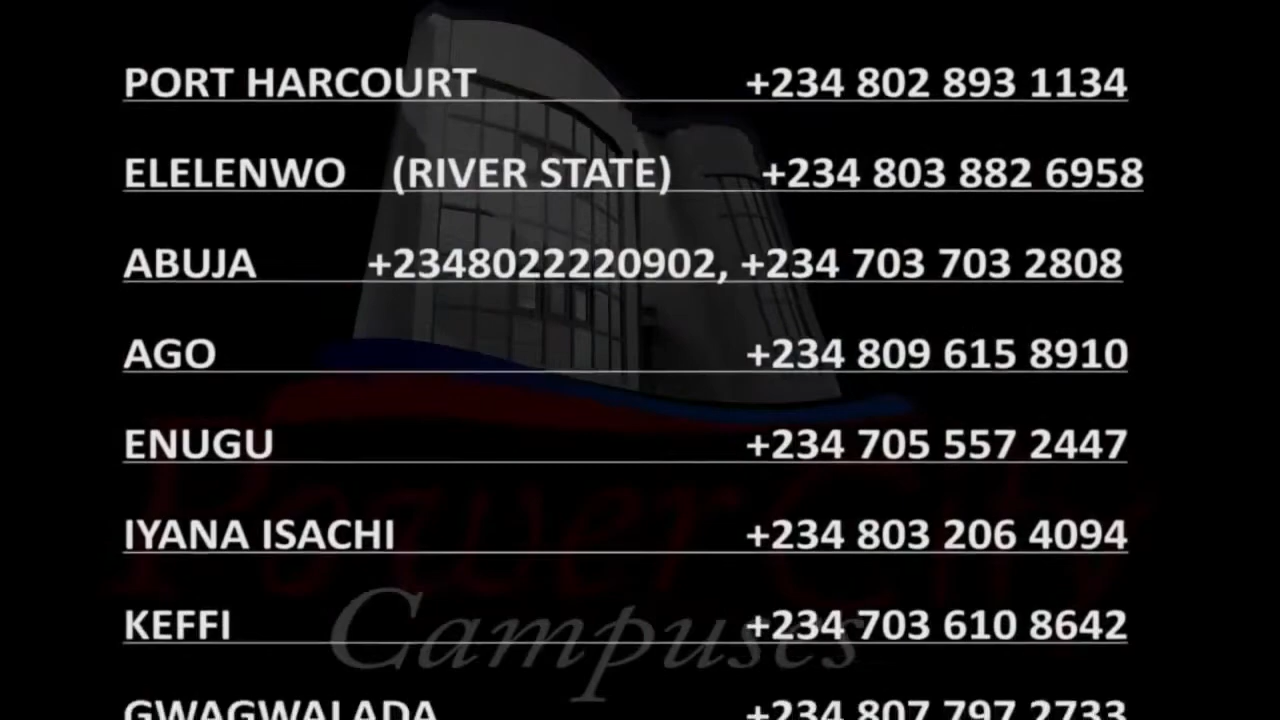 PORT HARCOURT +234 802 893 1134
ELELENWO (RIVER STATE) +234 803 882 6958
ABUJA +2348022220902, +234 703 703 2808
AGO +234 809 615 8910
ENUGU +234 705 557 2447
IYANA ISACHI +234 803 206 4094
Power City
KEFFI +234 703 610 8642
Campuses
GWAGWALADA +234 807 797 2733